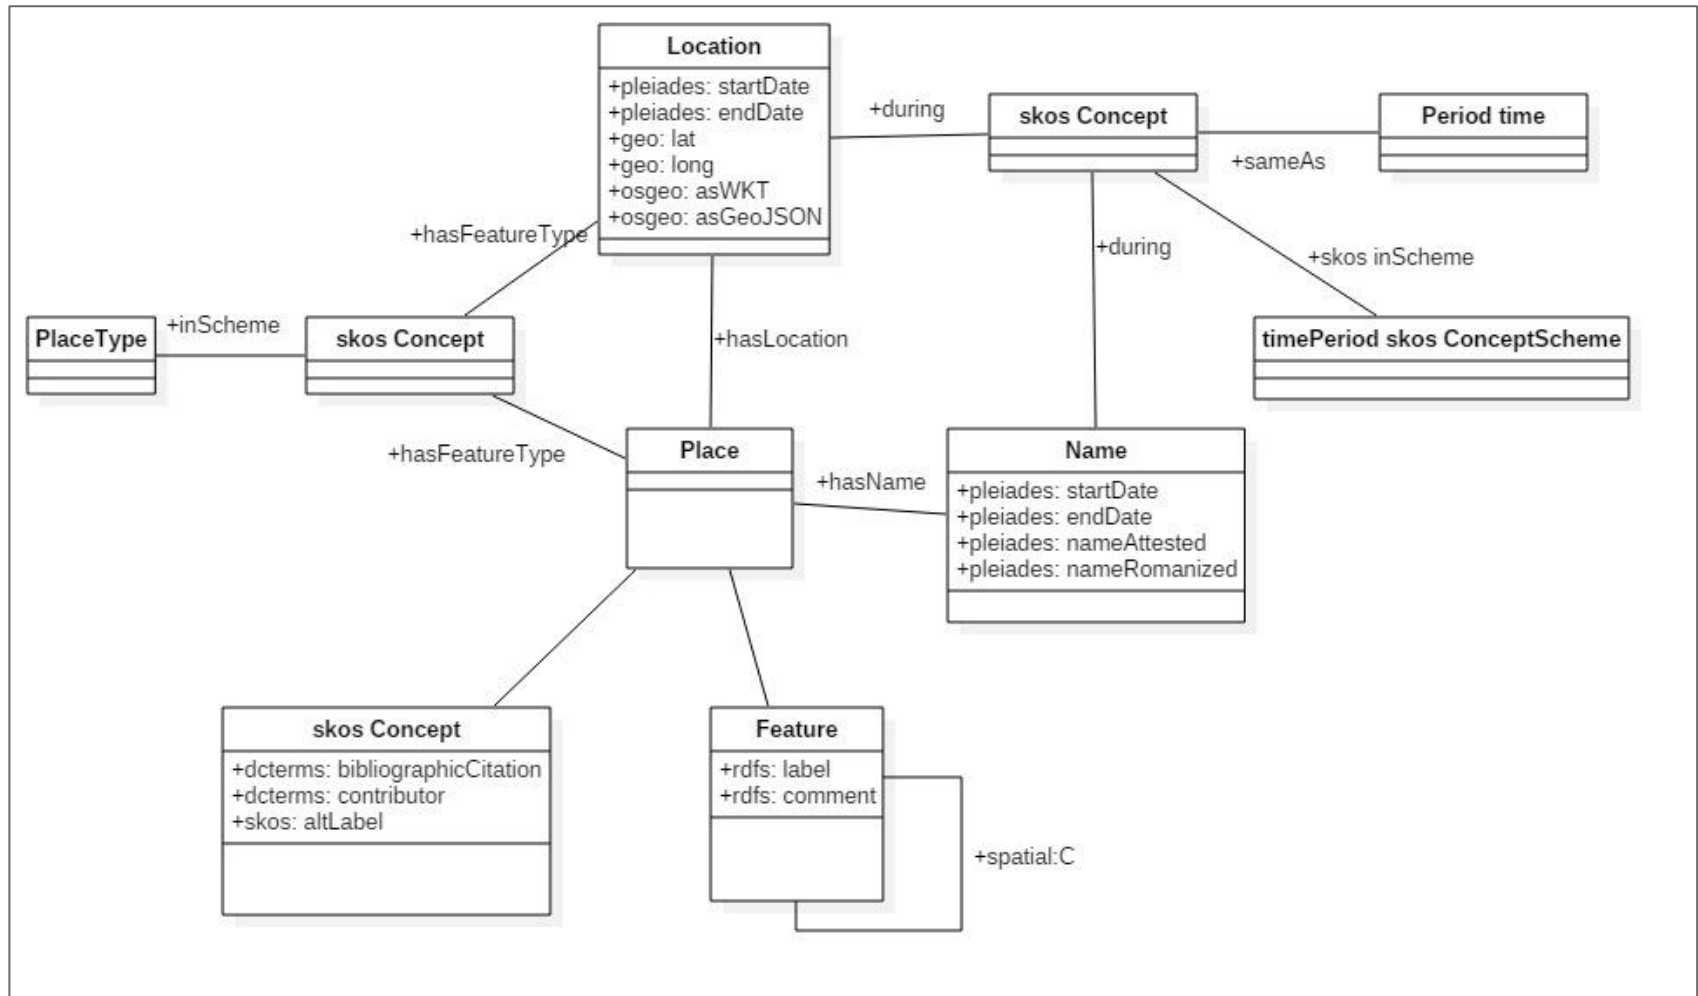 Location
+pleiades: startDate
+pleiades: endDate
+geo: lat
+geo: long
+osgeo: asWKT
+osgeo: asGeoJSON
+during
skos Concept
+sameAs
Period time
+hasFeatureType
+during
+skos inScheme
PlaceType
+inScheme
skos Concept
+hasLocation
timePeriod skos ConceptScheme
+hasFeatureType
Place
+hasName
Name
+pleiades: startDate
+pleiades: endDate
+pleiades: nameAttested
+pleiades: nameRomanized
skos Concept
+dcterms: bibliographicCitation
+dcterms: contributor
+skos: altLabel
Feature
+rdfs: label
+rdfs: comment
+spatial:C